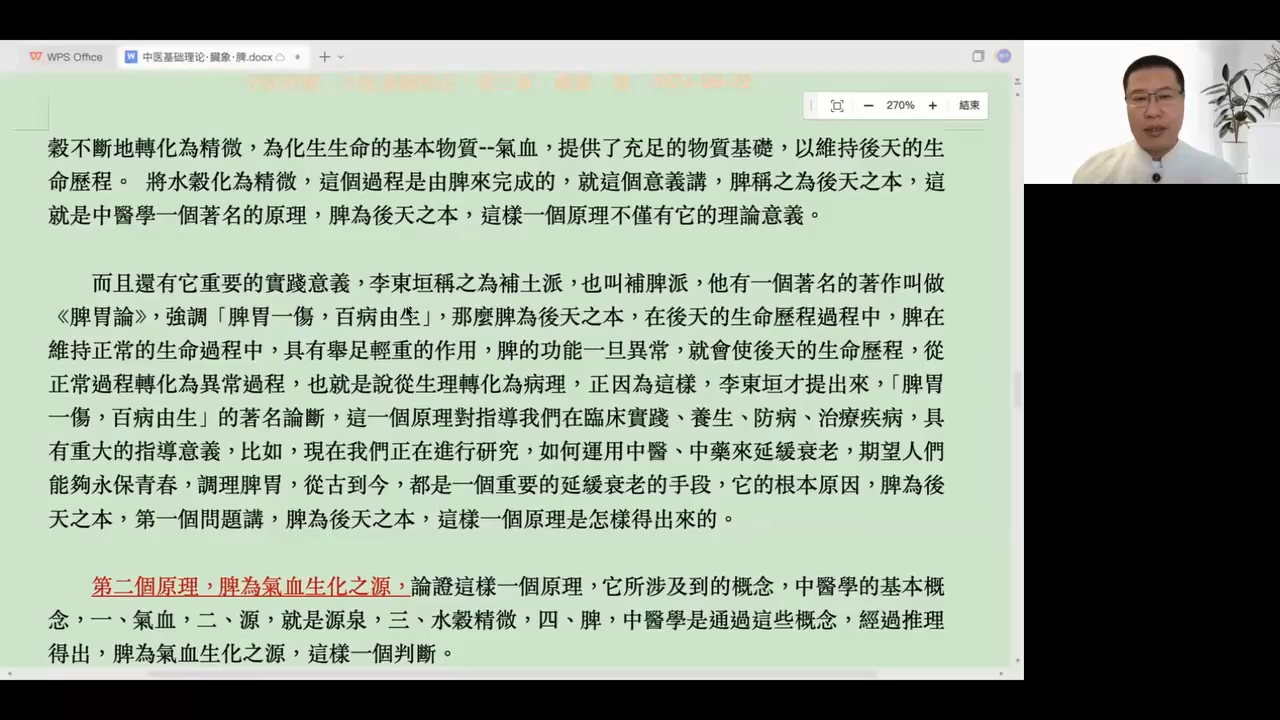 WPS Office
中医基础理论·臓象·脾.docx
270%
結束
穀不斷地轉化為精微，為化生生命的基本物質--氣血，提供了充足的物質基礎，以維持後天的生
命歷程。 將水穀化為精微，這個過程是由脾來完成的，就這個意義講，脾稱之為後天之本，這
就是中醫學一個著名的原理，脾為後天之本，這樣一個原理不僅有它的理論意義。
而且還有它重要的實踐意義，李東垣稱之為補土派，也叫補脾派，他有一個著名的著作叫做
《脾胃論》，強調「脾胃一傷，百病由生」，那麼脾為後天之本，在後天的生命歷程過程中，脾在
維持正常的生命過程中，具有舉足輕重的作用，脾的功能一旦異常，就會使後天的生命歷程，從
正常過程轉化為異常過程，也就是說從生理轉化為病理，正因為這樣，李東垣才提出來，「脾胃
一傷，百病由生」的著名論斷，這一個原理對指導我們在臨床實踐、養生、防病、治療疾病，具
有重大的指導意義，比如，現在我們正在進行研究，如何運用中醫、中藥來延緩衰老，期望人們
能夠永保青春，調理脾胃，從古到今，都是一個重要的延緩衰老的手段，它的根本原因，脾為後
天之本，第一個問題講，脾為後天之本，這樣一個原理是怎樣得出來的。
第二個原理，脾為氣血生化之源，論證這樣一個原理，它所涉及到的概念，中醫學的基本概
念，一、氣血，二、源，就是源泉，三、水穀精微，四、脾，中醫學是通過這些概念，經過推理
得出，脾為氣血生化之源，這樣一個判斷。